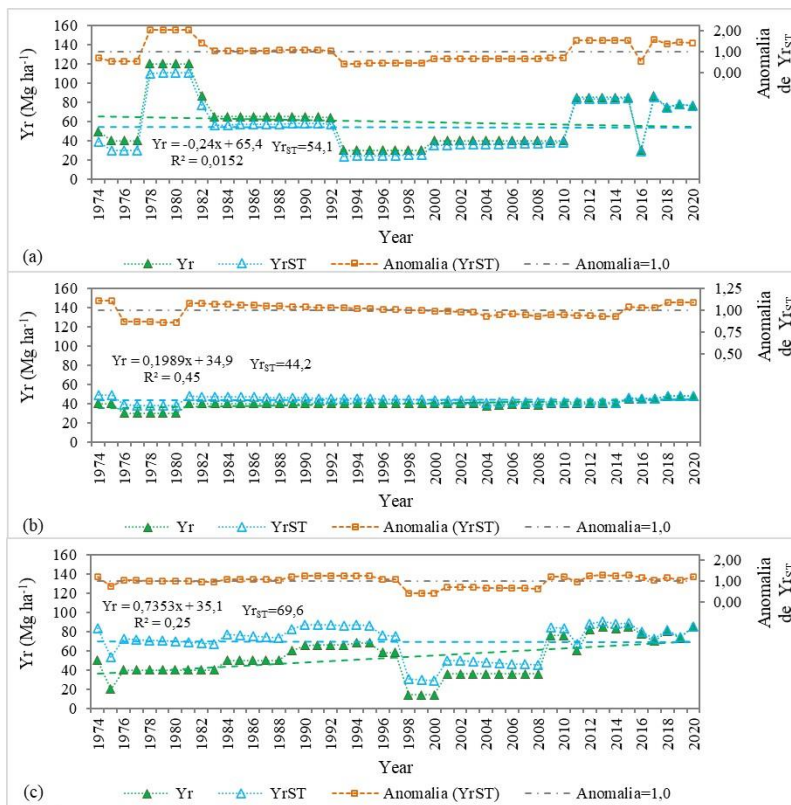 Yr (Mg ha⁻¹)
160
140
120
100
80
60
40
20
0
2,00
1,00
0,00
Anomalia
de Yr_ST
Yr = -0,24x + 65,4 Yr_ST=54,1
R² = 0,0152
1974 1976 1978 1980 1982 1984 1986 1988 1990 1992 1994 1996 1998 2000 2002 2004 2006 2008 2010 2012 2014 2016 2018 2020
Year
(a)
Yr YrST Anomalia (YrST) Anomalia=1,0
Yr (Mg ha⁻¹)
160
140
120
100
80
60
40
20
0
1,25
1,00
0,75
0,50
Anomalia
de Yr_ST
Yr = 0,1989x + 34,9 Yr_ST=44,2
R² = 0,45
1974 1976 1978 1980 1982 1984 1986 1988 1990 1992 1994 1996 1998 2000 2002 2004 2006 2008 2010 2012 2014 2016 2018 2020
Year
(b)
Yr YrST Anomalia (YrST) Anomalia=1,0
Yr (Mg ha⁻¹)
160
140
120
100
80
60
40
20
0
2,00
1,00
0,00
Anomalia
de Yr_ST
Yr = 0,7353x + 35,1 Yr_ST=69,6
R² = 0,25
1974 1976 1978 1980 1982 1984 1986 1988 1990 1992 1994 1996 1998 2000 2002 2004 2006 2008 2010 2012 2014 2016 2018 2020
Year
(c)
Yr YrST Anomalia (YrST) Anomalia=1,0